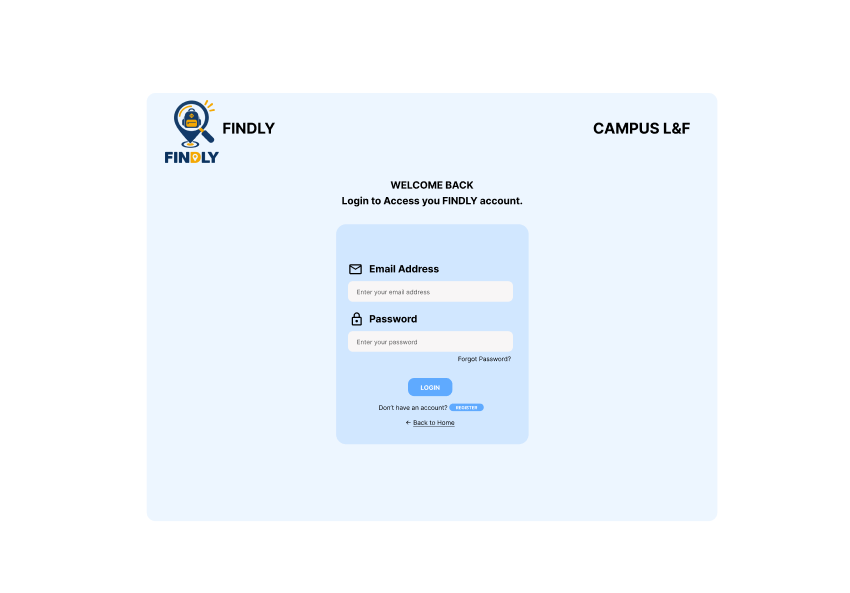 FINDLY
FINDLY
CAMPUS L&F
WELCOME BACK
Login to Access you FINDLY account.
Email Address
Enter your email address
Password
Enter your password
Forgot Password?
LOGIN
Don't have an account? REGISTER
← Back to Home